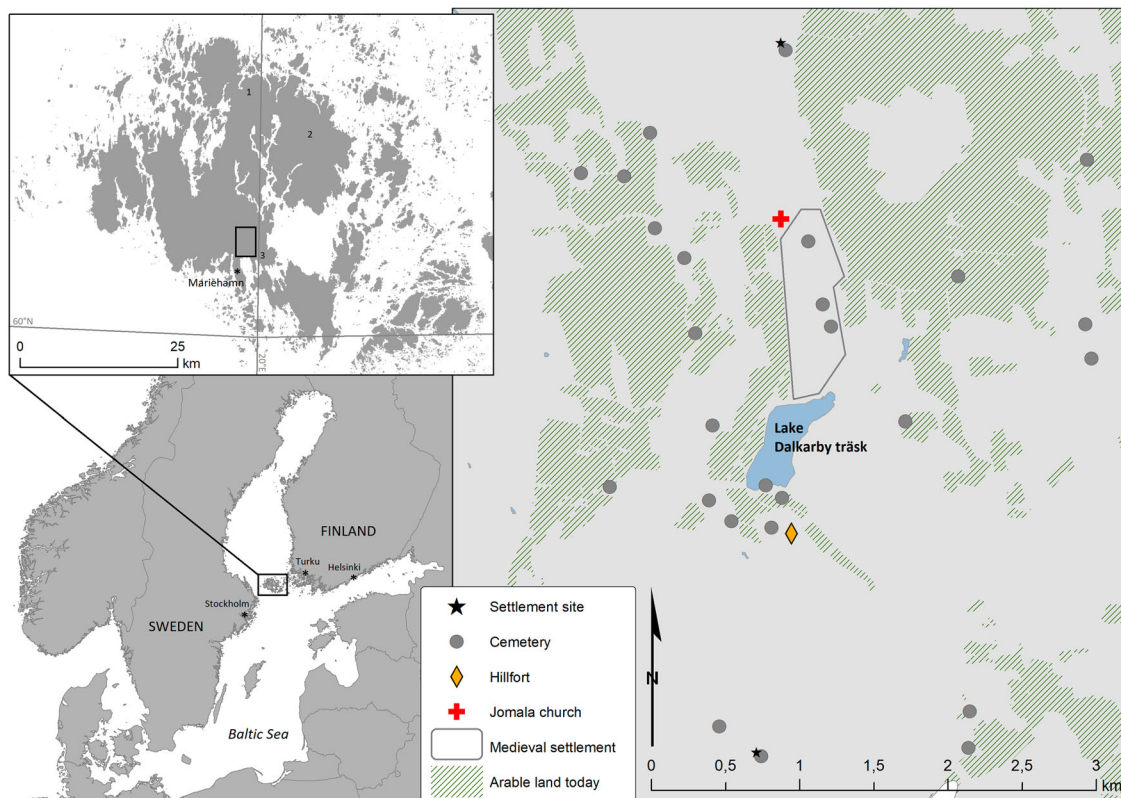 1
2
3
Mariehamn
60°N
20°E
0
25
km
FINLAND
Turku
Helsinki
Stockholm
SWEDEN
Baltic Sea
Lake
Dalkarby träsk
Settlement site
Cemetery
Hillfort
Jomala church
Medieval settlement
Arable land today
N
0
0,5
1
1,5
2
2,5
3
km